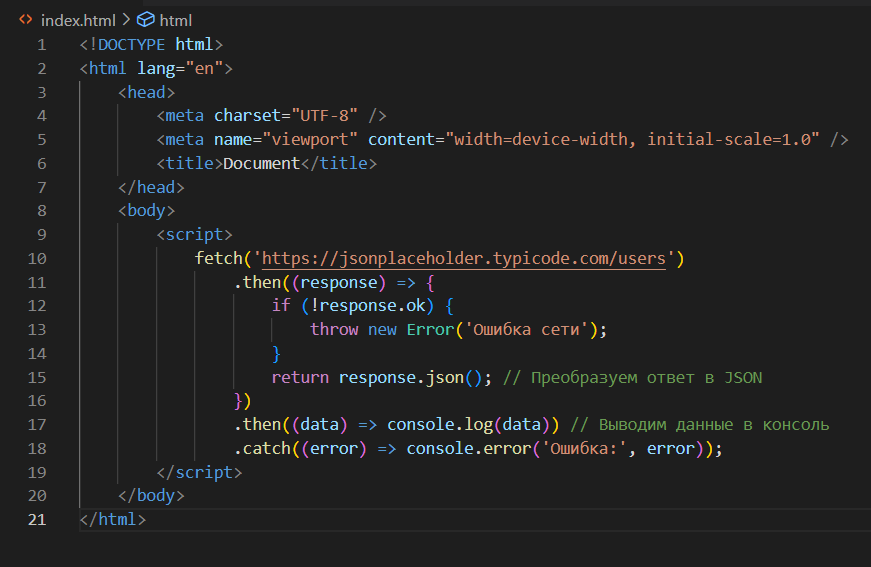 index.html > html
1 <!DOCTYPE html>
2 <html lang="en">
3     <head>
4         <meta charset="UTF-8" />
5         <meta name="viewport" content="width=device-width, initial-scale=1.0" />
6         <title>Document</title>
7     </head>
8     <body>
9         <script>
10             fetch('https://jsonplaceholder.typicode.com/users')
11                 .then((response) => {
12                     if (!response.ok) {
13                         throw new Error('Ошибка сети');
14                     }
15                     return response.json(); // Преобразуем ответ в JSON
16                 })
17                 .then((data) => console.log(data)) // Выводим данные в консоль
18                 .catch((error) => console.error('Ошибка:', error));
19         </script>
20     </body>
21 </html>